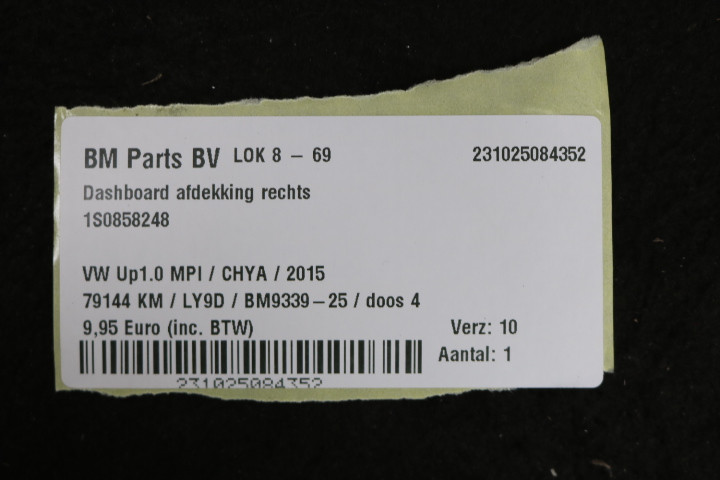 BM Parts BV LOK 8 – 69 231025084352
Dashboard afdekking rechts
1S0858248
VW Up1.0 MPI / CHYA / 2015
79144 KM / LY9D / BM9339–25 / doos 4
9,95 Euro (inc. BTW) Verz: 10
Aantal: 1
231025084352